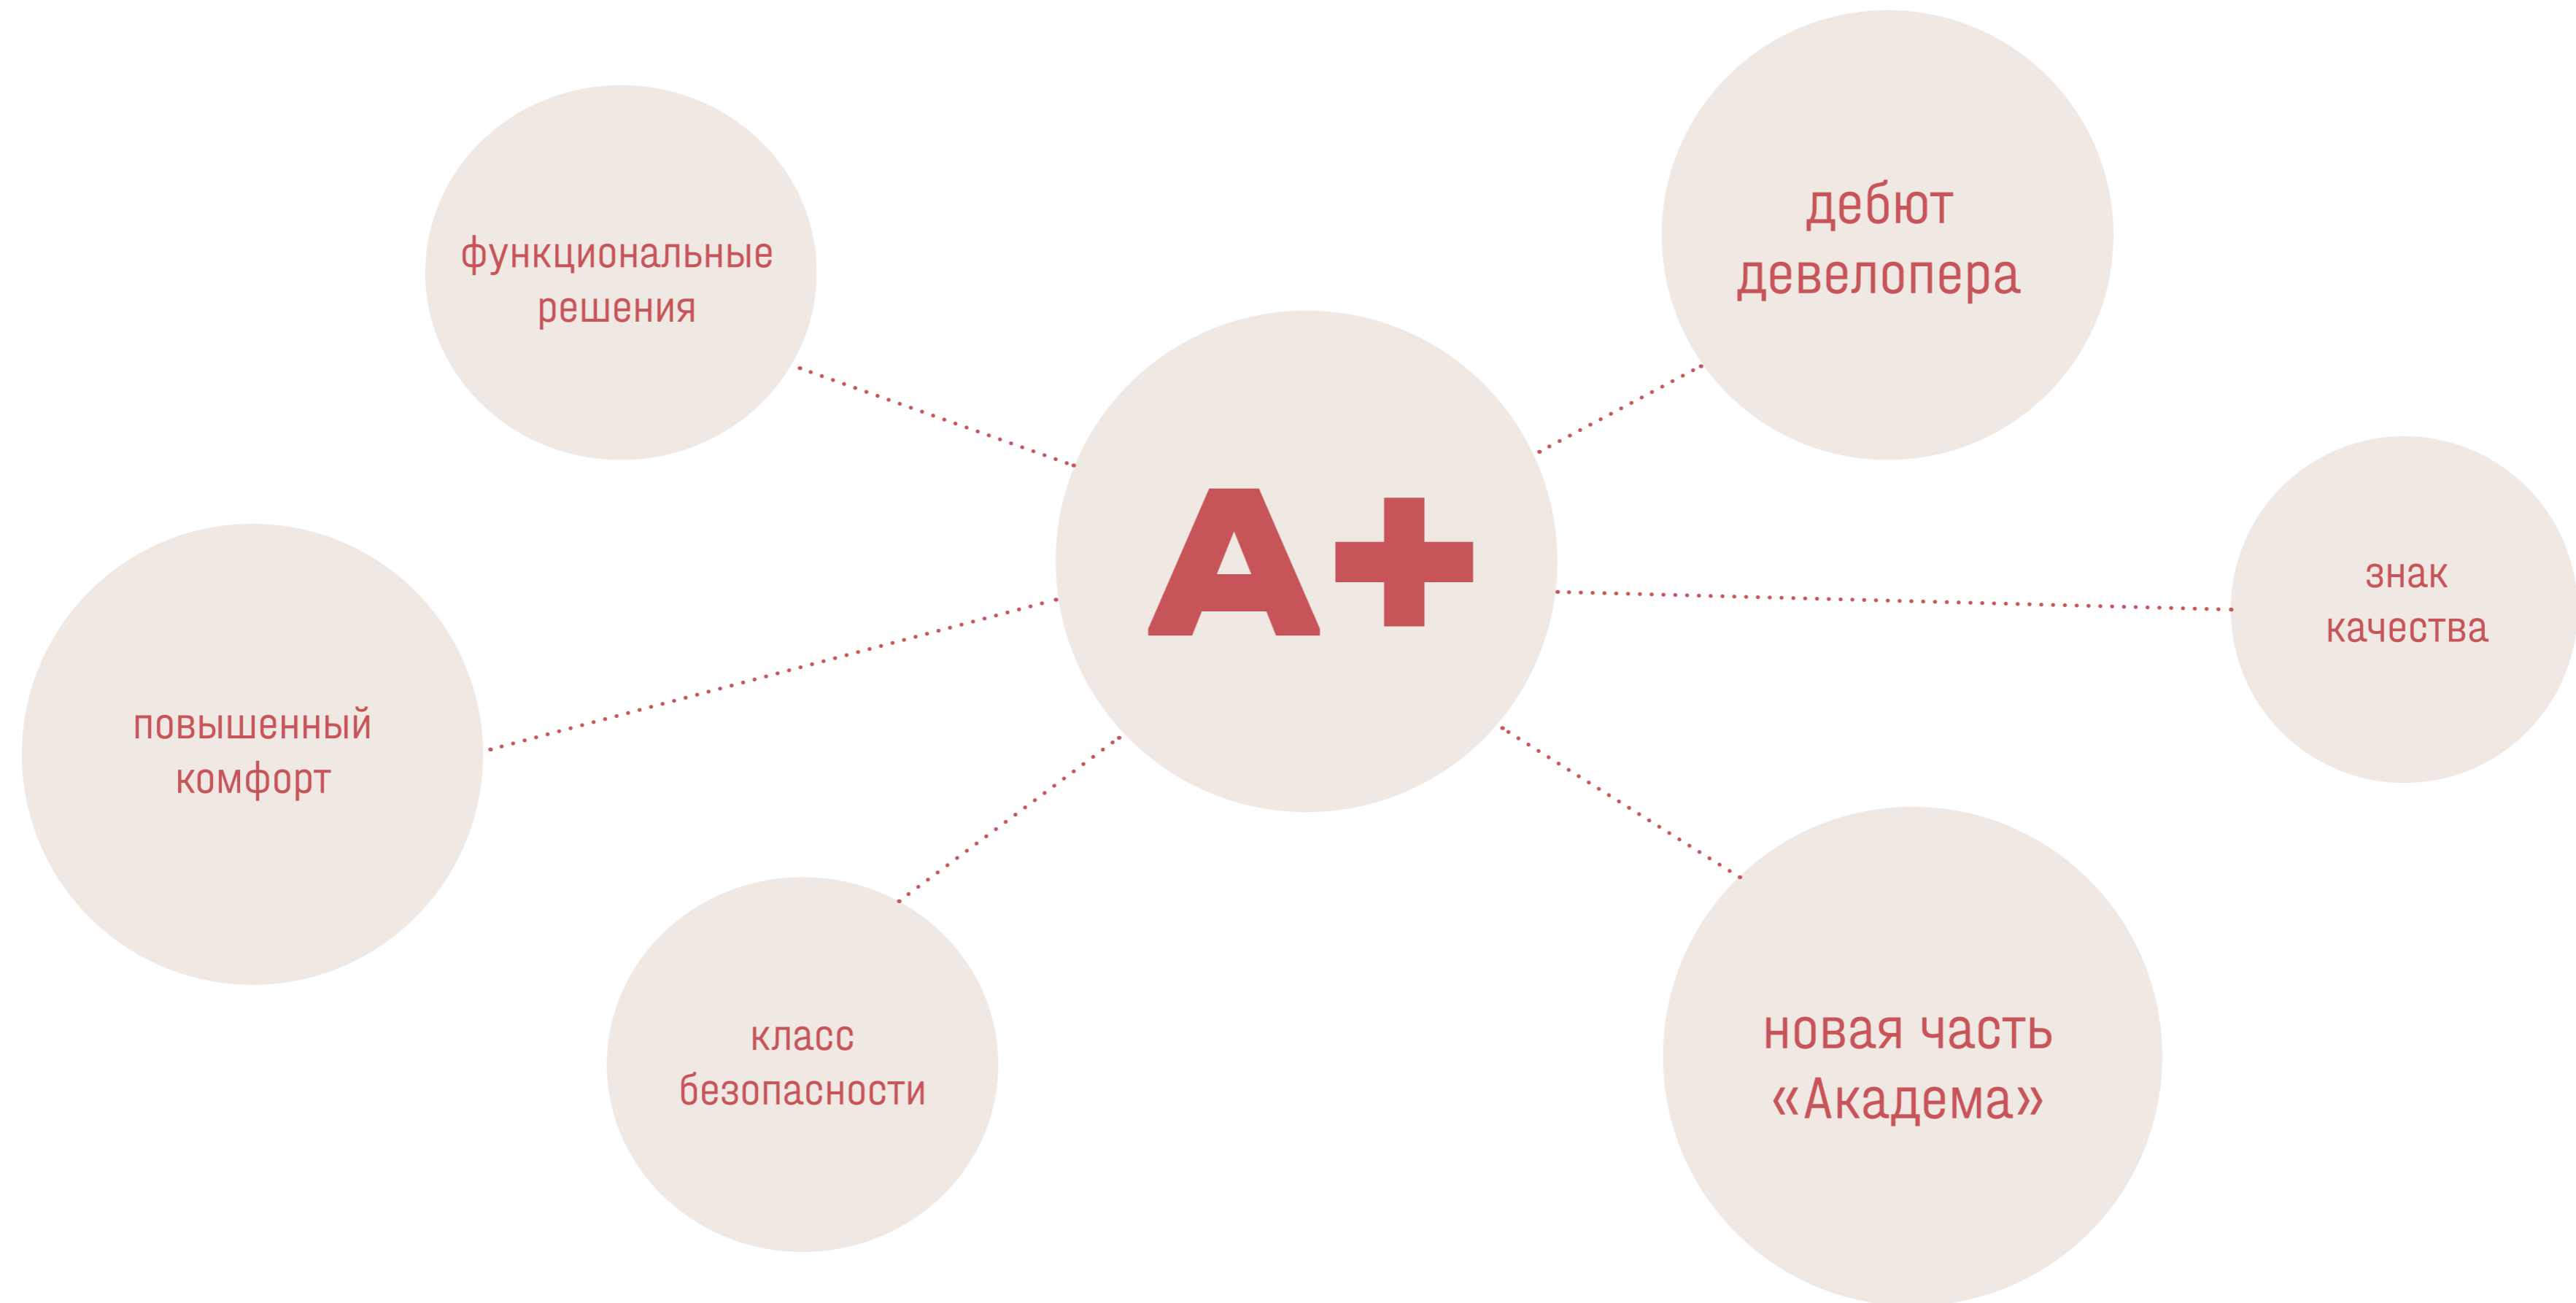 дебют
девелопера
функциональные
решения
А+
знак
качества
повышенный
комфорт
класс
безопасности
новая часть
«Академа»